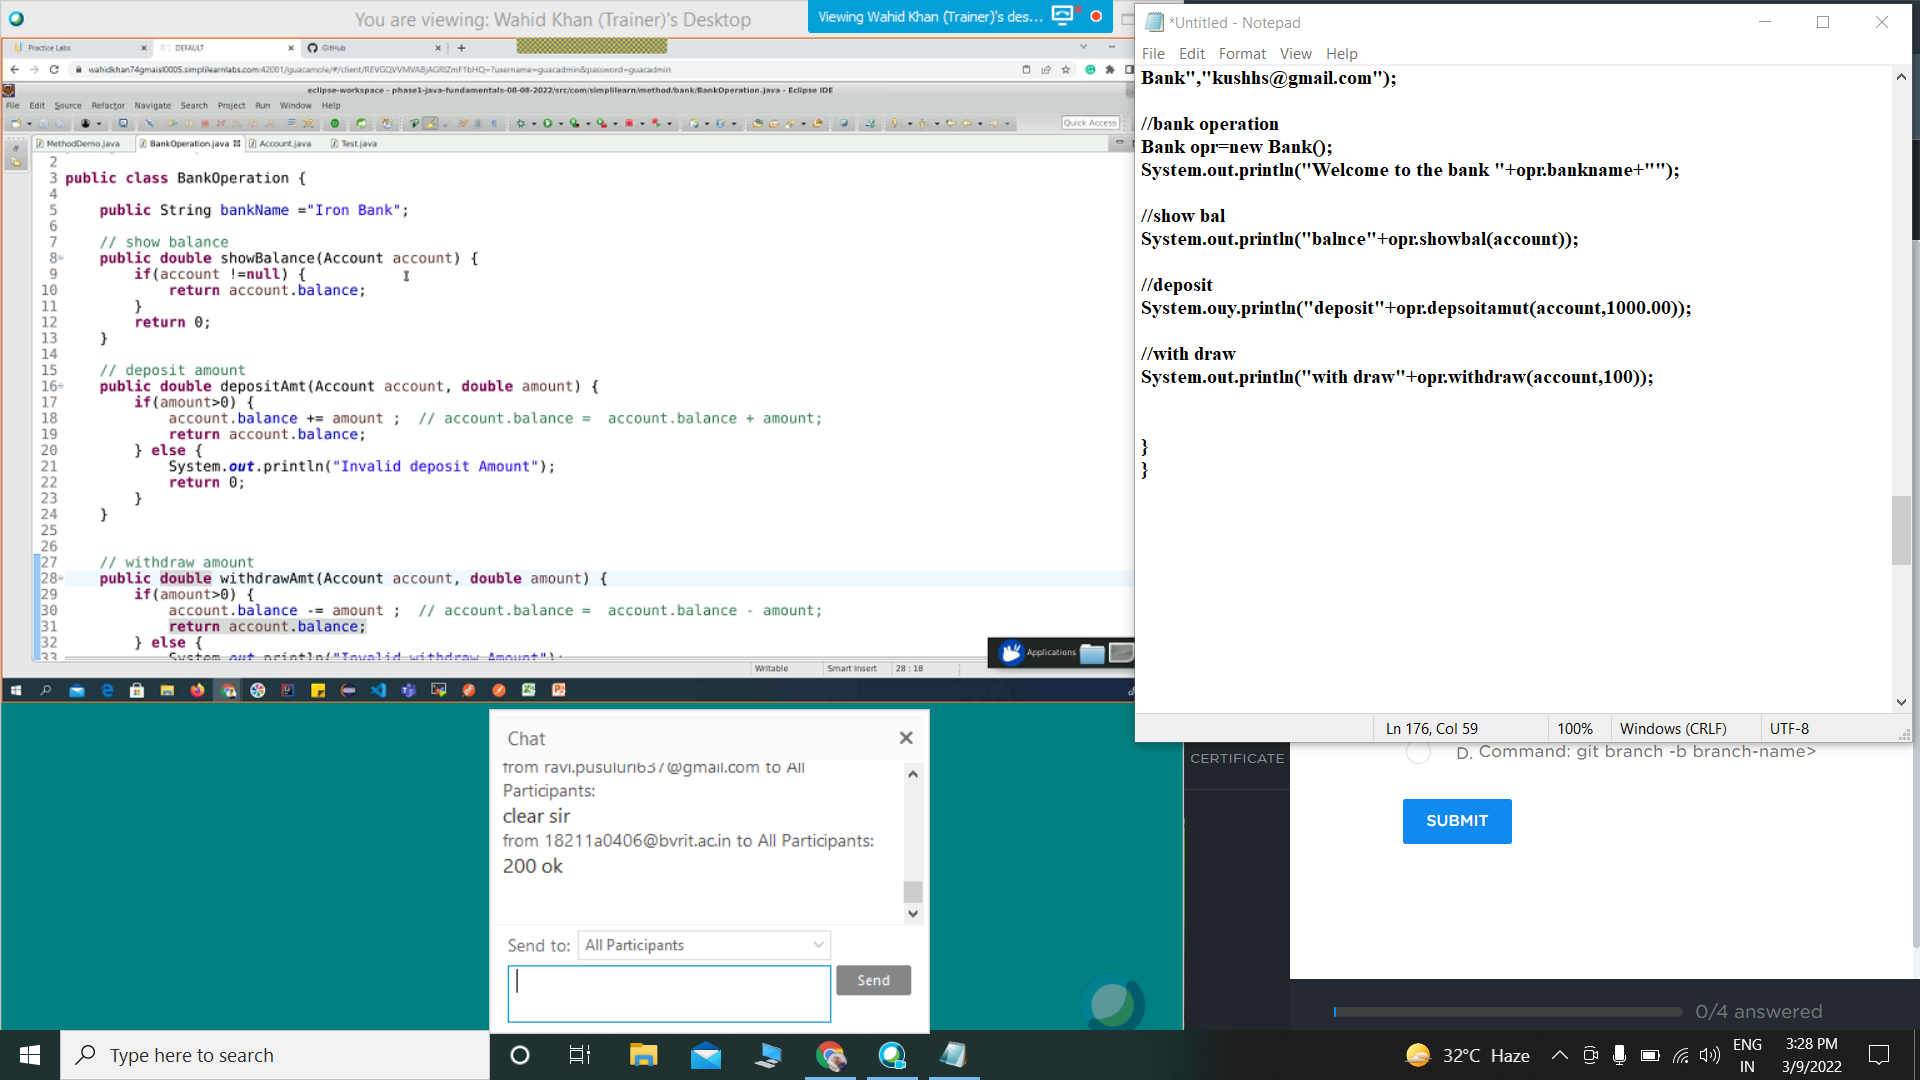 You are viewing: Wahid Khan (Trainer)'s Desktop
Viewing Wahid Khan (Trainer)'s des...
Practice Labs
DEFAULT
GitHub
eclipse-workspace - phase1-java-fundamentals-08-08-2022/src/com/simplilearn/method/bank/BankOperation.java - Eclipse IDE
File Edit Source Refactor Navigate Search Project Run Window Help
Quick Access
MethodDemo.java
BankOperation.java
Account.java
Test.java
2
3 public class BankOperation {
4
5 public String bankName ="Iron Bank";
6
7 // show balance
8 public double showBalance(Account account) {
9 if(account !=null) {
10 return account.balance;
11 }
12 return 0;
13 }
14
15 // deposit amount
16 public double depositAmt(Account account, double amount) {
17 if(amount>0) {
18 account.balance += amount ; // account.balance = account.balance + amount;
19 return account.balance;
20 } else {
21 System.out.println("Invalid deposit Amount");
22 return 0;
23 }
24 }
25
26
27 // withdraw amount
28 public double withdrawAmt(Account account, double amount) {
29 if(amount>0) {
30 account.balance -= amount ; // account.balance = account.balance - amount;
31 return account.balance;
32 } else {
33 System.out.println("Invalid withdraw Amount");
Applications
Writable
Smart Insert
28 : 18
*Untitled - Notepad
File Edit Format View Help
Bank","kushhs@gmail.com");
//bank operation
Bank opr=new Bank();
System.out.println("Welcome to the bank "+opr.bankname+"");
//show bal
System.out.println("balnce"+opr.showbal(account));
//deposit
System.ouy.println("deposit"+opr.depsoitamut(account,1000.00));
//with draw
System.out.println("with draw"+opr.withdraw(account,100));
}
}
Ln 176, Col 59
100%
Windows (CRLF)
UTF-8
Chat
from ravi.pusuluri637@gmail.com to All
Participants:
clear sir
from 18211a0406@bvrit.ac.in to All Participants:
200 ok
Send to:
All Participants
Send
CERTIFICATE
D. Command: git branch -b branch-name>
SUBMIT
0/4 answered
Type here to search
32°C Haze
ENG
IN
3:28 PM
3/9/2022